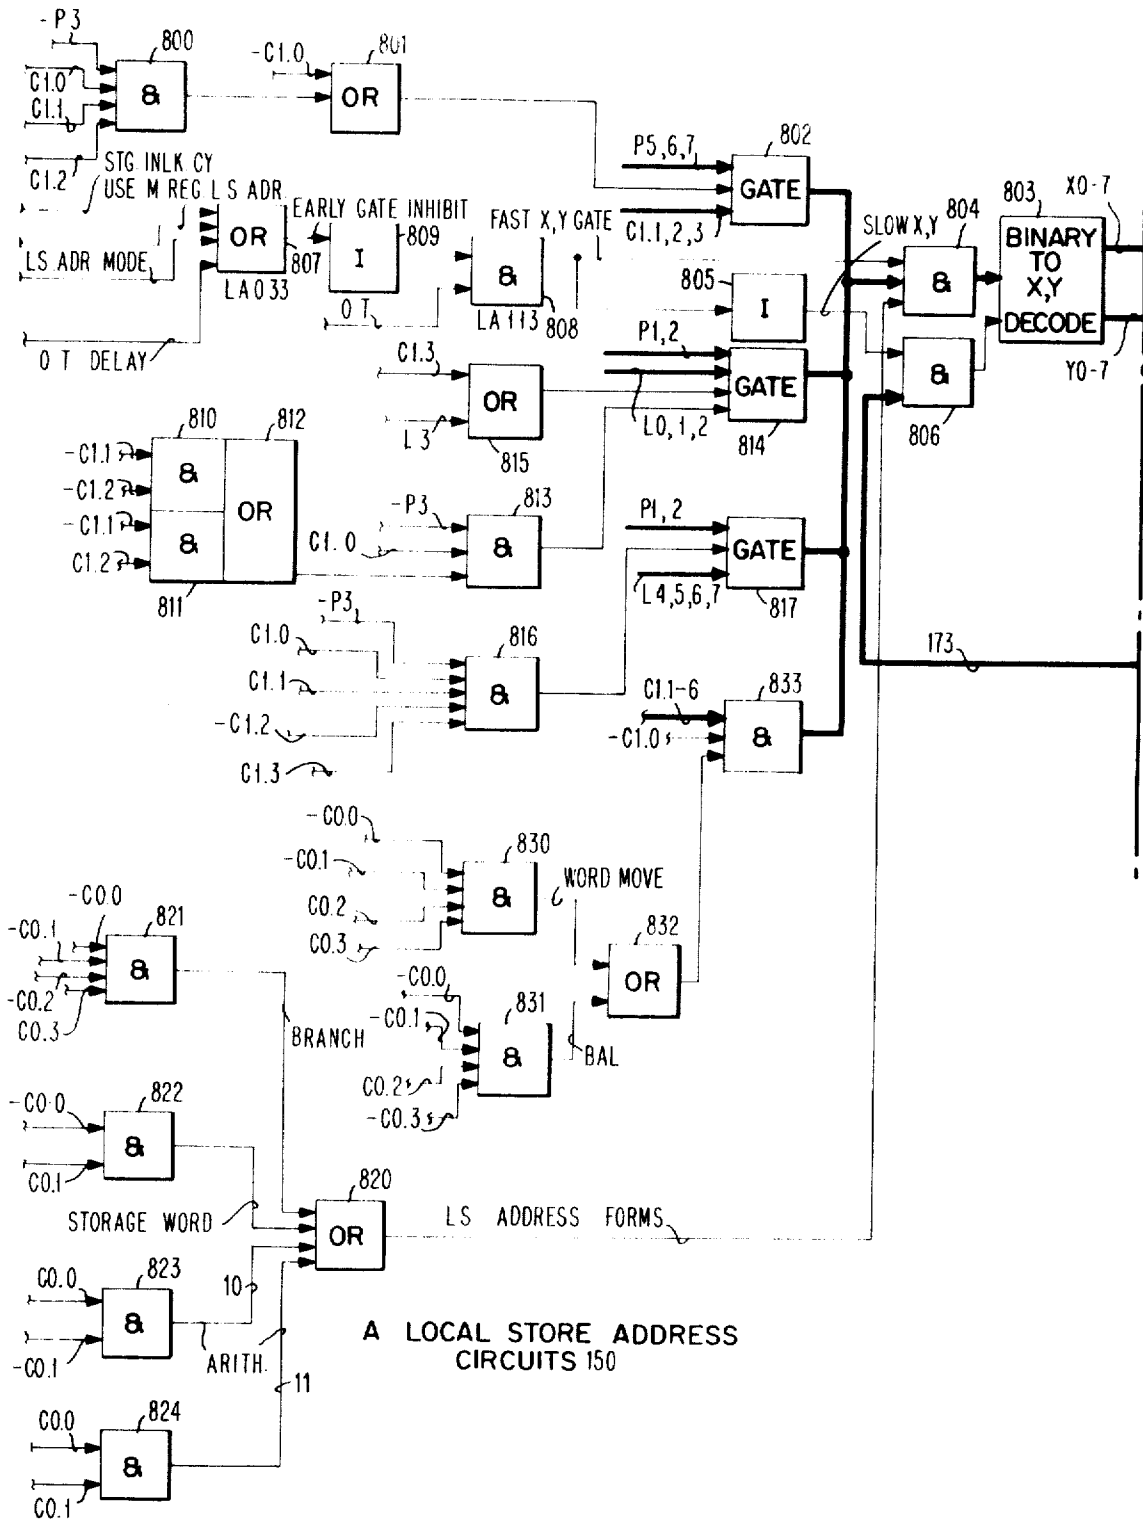 -P3
800
C1.0
&
C1.1
C1.2
-C1.0
801
OR
STG INLK CY
USE M REG LS ADR
LS ADR MODE
OR
807
LA033
O T DELAY
EARLY GATE INHIBIT
809
I
O T
FAST X,Y GATE
&
808
LA113
P5,6,7
802
GATE
C1.1,2,3
SLOW X,Y
805
I
804
&
803
BINARY
TO
X,Y
DECODE
X0-7
Y0-7
&
806
C1.3
OR
L3
815
P1,2
GATE
L0,1,2
814
810
812
-C1.1
&
-C1.2
OR
-C1.1
&
C1.2
811
-P3
813
C1.0
&
P1,2
GATE
L4,5,6,7
817
-P3
C1.0
816
C1.1
&
-C1.2
C1.3
173
C1.1-6
833
-C1.0
&
-C0.0
830
-C0.1
&
C0.2
C0.3
WORD MOVE
832
OR
-C0.0
831
-C0.1
&
C0.2
-C0.3
BAL
-C0.0
821
-C0.1
&
-C0.2
C0.3
BRANCH
-C0.0
822
&
C0.1
STORAGE WORD
820
OR
LS ADDRESS FORMS
C0.0
823
&
-C0.1
10
ARITH.
11
C0.0
824
&
C0.1
A LOCAL STORE ADDRESS
CIRCUITS 150